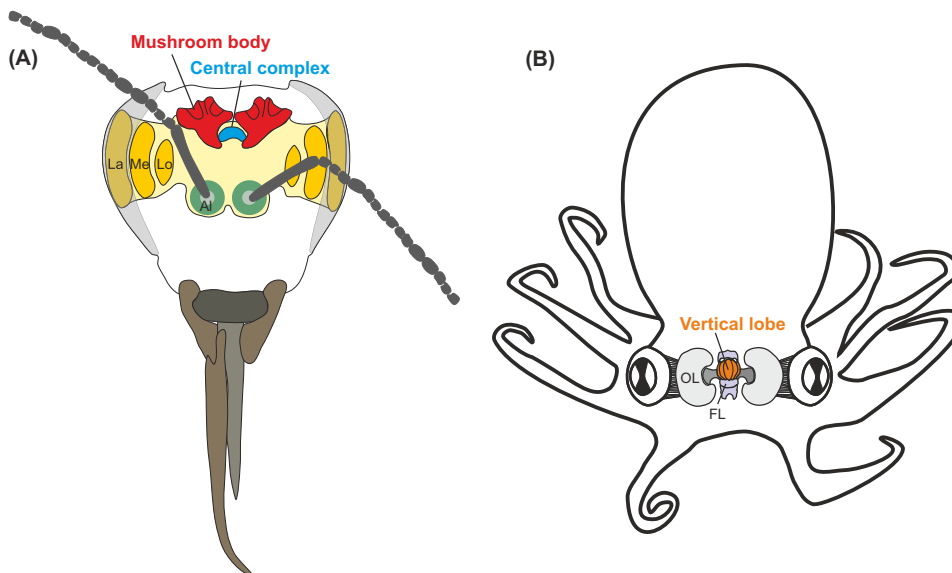 (A)
Mushroom body
Central complex
La Me Lo
Al
(B)
Vertical lobe
OL
FL